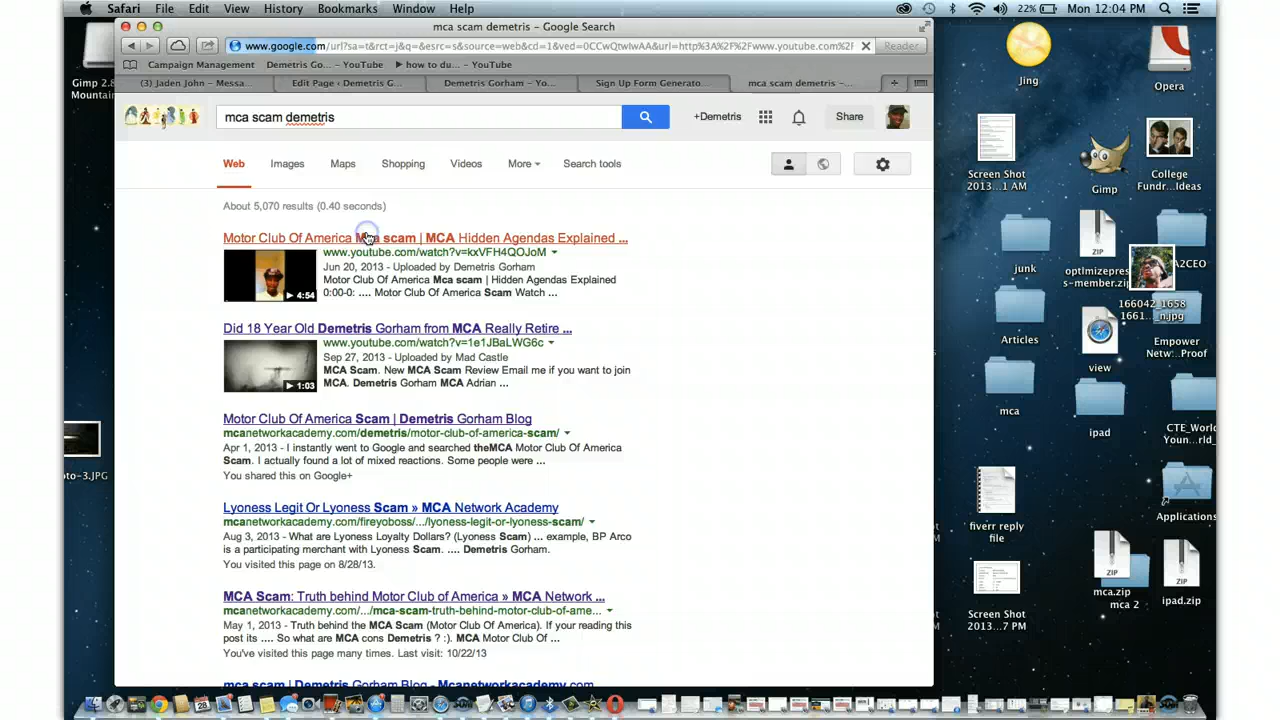 Safari File Edit View History Bookmarks Window Help 22% Mon 12:04 PM
mca scam demetris - Google Search
www.google.com/url?sa=t&rct=j&q=&esrc=s&source=web&cd=1&ved=0CCwQtwIwAA&url=http%3A%2F%2Fwww.youtube.com%2F Reader
Campaign Management Demetris Go... - YouTube how to du... - YouTube
(3) Jaden John - Messa... Edit Page ‹ Demetris G... Demetris Gorham - Yo... Sign Up Form Generato... mca scam demetris -...
mca scam demetris +Demetris Share
Web Images Maps Shopping Videos More Search tools
About 5,070 results (0.40 seconds)
Motor Club Of America Mca scam | MCA Hidden Agendas Explained ...
www.youtube.com/watch?v=kxVFH4QOJoM
Jun 20, 2013 - Uploaded by Demetris Gorham
Motor Club Of America Mca scam | Hidden Agendas Explained
0:00-0: .... Motor Club Of America Scam Watch ...
4:54
Did 18 Year Old Demetris Gorham from MCA Really Retire ...
www.youtube.com/watch?v=1e1JBaLWG6c
Sep 27, 2013 - Uploaded by Mad Castle
MCA Scam. New MCA Scam Review Email me if you want to join
MCA. Demetris Gorham MCA Adrian ...
1:03
Motor Club Of America Scam | Demetris Gorham Blog
mcanetworkacademy.com/demetris/motor-club-of-america-scam/
Apr 1, 2013 - I instantly went to Google and searched theMCA Motor Club Of America
Scam. I actually found a lot of mixed reactions. Some people were ...
You shared this on Google+
Lyoness Legit Or Lyoness Scam » MCA Network Academy
mcanetworkacademy.com/fireyoboss/.../lyoness-legit-or-lyoness-scam/
Aug 3, 2013 - What are Lyoness Loyalty Dollars? (Lyoness Scam) ... example, BP Arco
is a participating merchant with Lyoness Scam. .... Demetris Gorham.
You visited this page on 8/28/13.
MCA Scam: Truth behind Motor Club of America » MCA Network ...
mcanetworkacademy.com/.../mca-scam-truth-behind-motor-club-of-ame...
May 1, 2013 - Truth behind the MCA Scam (Motor Club of America). If your reading this
post its .... So what are MCA cons Demetris ? :). MCA Motor Club Of ...
You've visited this page many times. Last visit: 10/22/13
mca scam | Demetris Gorham Blog - Mcanetworkacademy.com
Gimp 2.8
Mountain
oto-3.JPG
Jing
Opera
Screen Shot
2013...1 AM
Gimp
College
Fundr...Ideas
junk
optimizepres
s-member.zip
A2CEO
166042_1658
1661..._n.jpg
Articles
view
Empower
Netw...Proof
mca
ipad
CTE_World
Youn...rld_
fiverr reply
file
Applications
Screen Shot
2013...7 PM
ZIP
mca.zip
mca 2
ZIP
ipad.zip